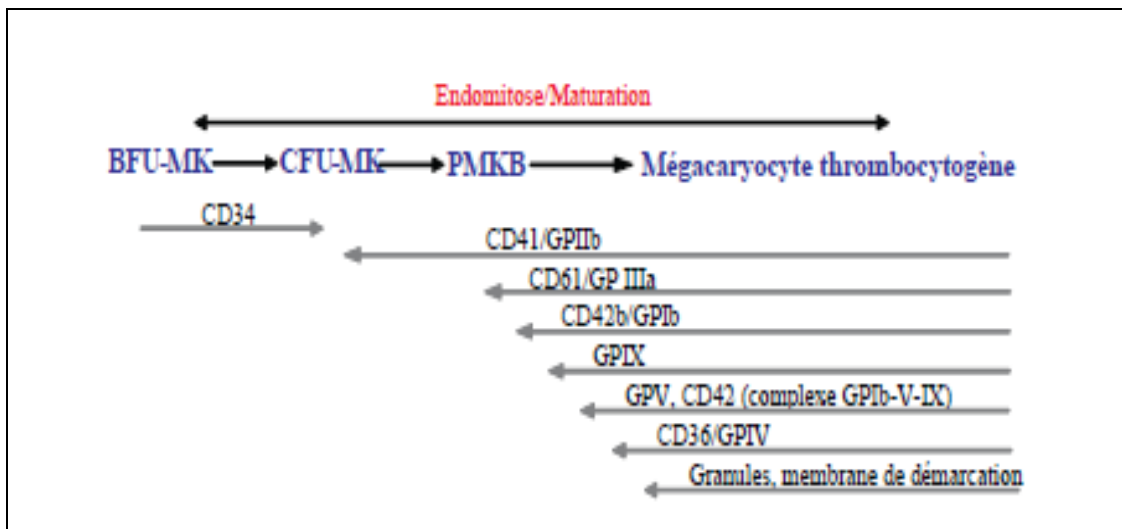 Endomitose/Maturation
BFU-MK CFU-MK PMKB Mégacaryocyte thrombocytogène
CD34
CD41/GPIIb
CD61/GP IIIa
CD42b/GPIb
GPIX
GPV, CD42 (complexe GPIb-V-IX)
CD36/GPIV
Granules, membrane de démarcation